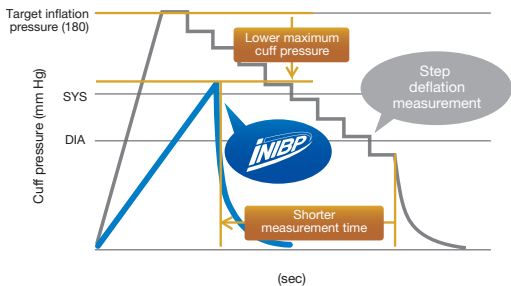 Target inflation
pressure (180)
Lower maximum
cuff pressure
Step
deflation
measurement
SYS
DIA
Cuff pressure (mm Hg)
iNIBP
Shorter
measurement time
(sec)